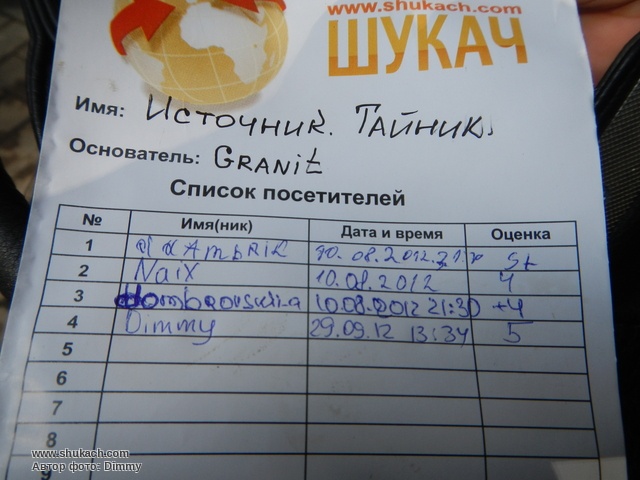 www.shukach.com
ШУКАЧ
Имя: Источник. Тайник.
Основатель: GRANIt
Список посетителей
№ Имя(ник) Дата и время Оценка
1 10.08.2012 5+
2 Naix 10.08.2012 4
3 10.08.2012 21:30 +4
4 Dimmy 29.09.12 13:34 5
5
6
7
8
9
www.shukach.com
Автор фото: Dimmy